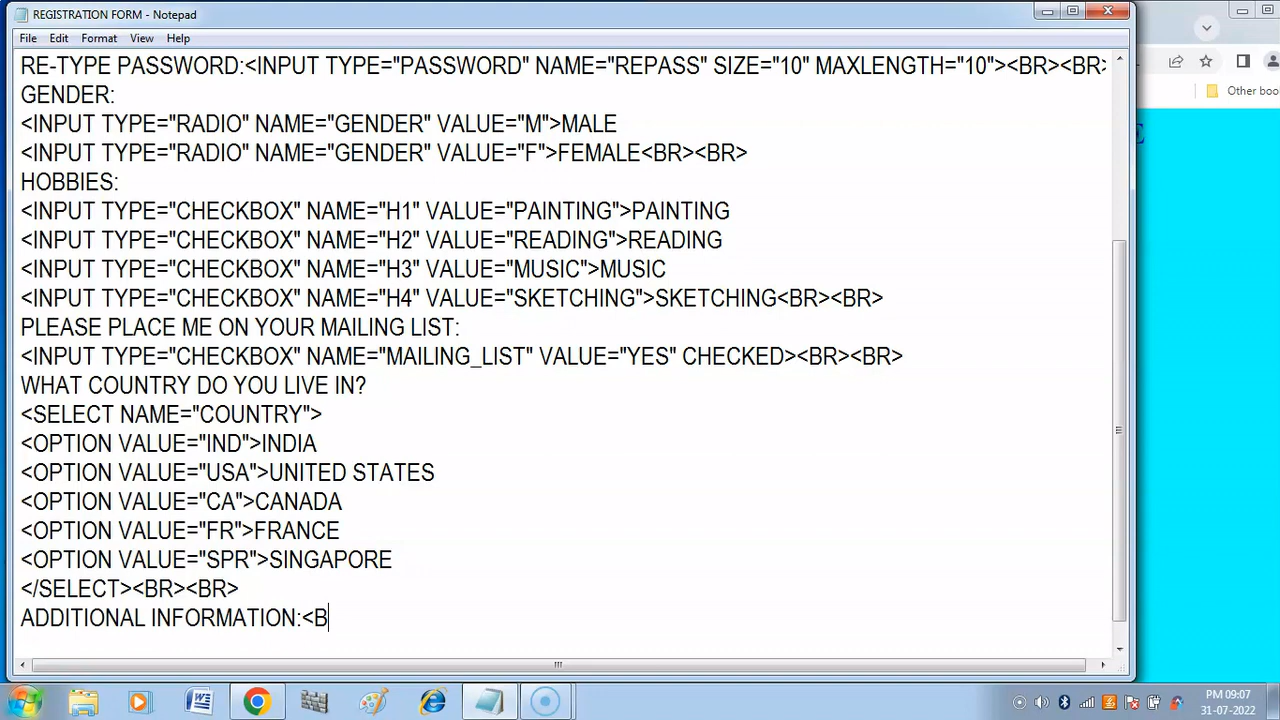 REGISTRATION FORM - Notepad
File Edit Format View Help
RE-TYPE PASSWORD:<INPUT TYPE="PASSWORD" NAME="REPASS" SIZE="10" MAXLENGTH="10"><BR><BR>
GENDER:
<INPUT TYPE="RADIO" NAME="GENDER" VALUE="M">MALE
<INPUT TYPE="RADIO" NAME="GENDER" VALUE="F">FEMALE<BR><BR>
HOBBIES:
<INPUT TYPE="CHECKBOX" NAME="H1" VALUE="PAINTING">PAINTING
<INPUT TYPE="CHECKBOX" NAME="H2" VALUE="READING">READING
<INPUT TYPE="CHECKBOX" NAME="H3" VALUE="MUSIC">MUSIC
<INPUT TYPE="CHECKBOX" NAME="H4" VALUE="SKETCHING">SKETCHING<BR><BR>
PLEASE PLACE ME ON YOUR MAILING LIST:
<INPUT TYPE="CHECKBOX" NAME="MAILING_LIST" VALUE="YES" CHECKED><BR><BR>
WHAT COUNTRY DO YOU LIVE IN?
<SELECT NAME="COUNTRY">
<OPTION VALUE="IND">INDIA
<OPTION VALUE="USA">UNITED STATES
<OPTION VALUE="CA">CANADA
<OPTION VALUE="FR">FRANCE
<OPTION VALUE="SPR">SINGAPORE
</SELECT><BR><BR>
ADDITIONAL INFORMATION:<B
Other boo
E
PM 09:07
31-07-2022